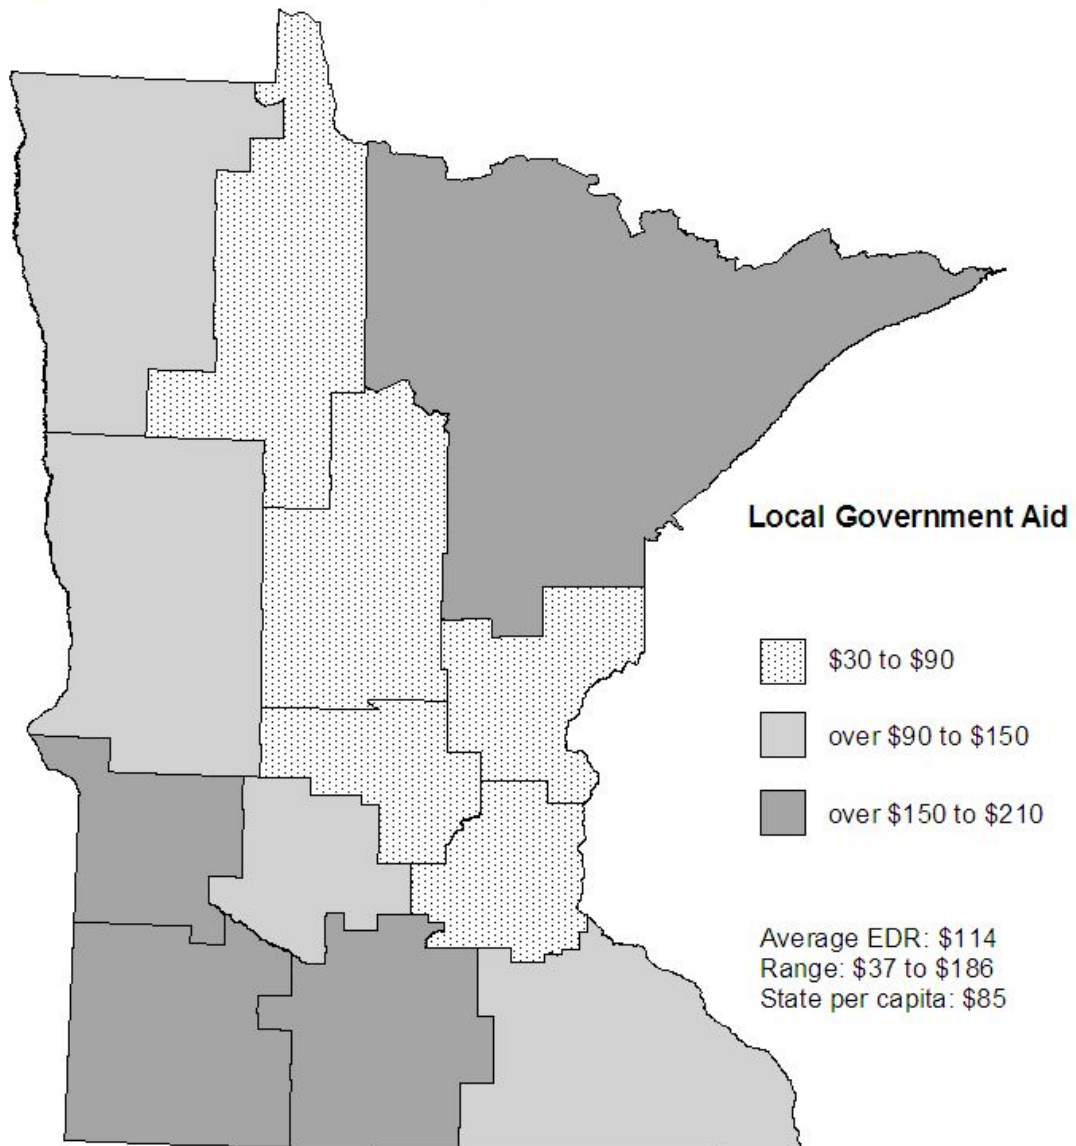 Local Government Aid
$30 to $90
over $90 to $150
over $150 to $210
Average EDR: $114
Range: $37 to $186
State per capita: $85